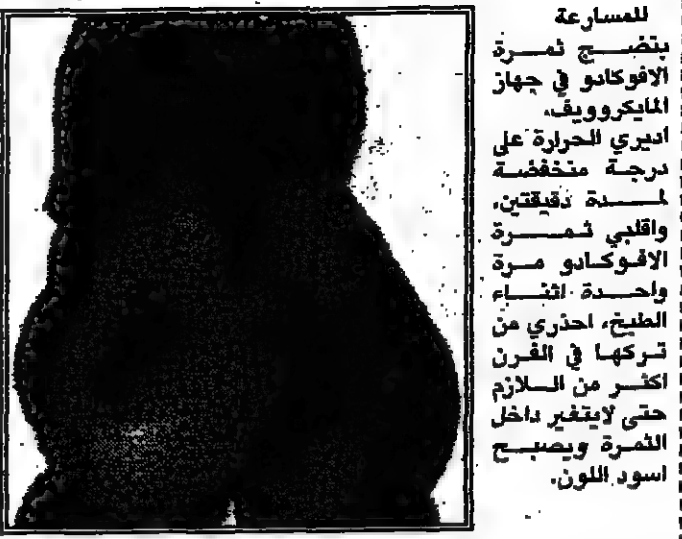 للمسارعة
بتضج ثمرة
الافوكادو في جهاز
المايكروويف،
اديري الحرارة على
درجة منخفضة
لمدة دقيقتين،
واقلبي ثمرة
الافوكادو مرة
واحدة اثناء
الطبخ، احذري من
تركها في الفرن
اكثر من اللازم
حتى لايتغير داخل
الثمرة ويصبح
اسود اللون.